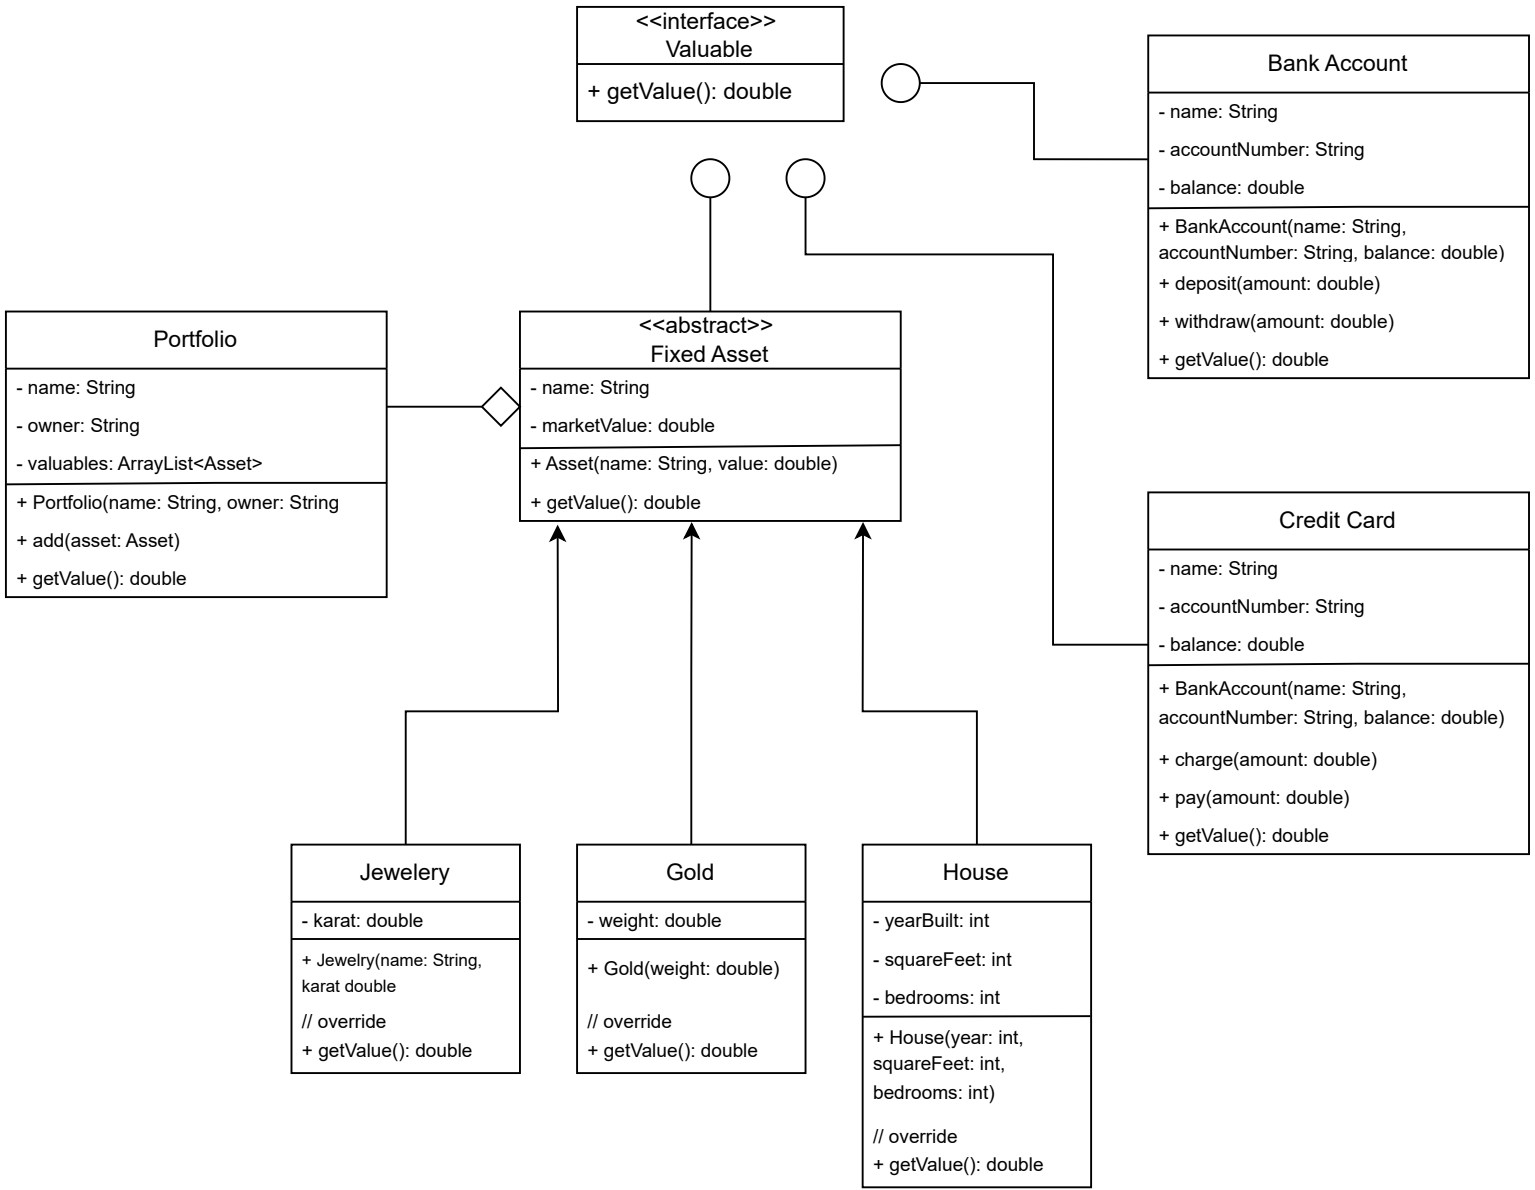 <<interface>>
Valuable
+ getValue(): double
Bank Account
- name: String
- accountNumber: String
- balance: double
+ BankAccount(name: String,
accountNumber: String, balance: double)
+ deposit(amount: double)
+ withdraw(amount: double)
+ getValue(): double
Portfolio
- name: String
- owner: String
- valuables: ArrayList<Asset>
+ Portfolio(name: String, owner: String
+ add(asset: Asset)
+ getValue(): double
<<abstract>>
Fixed Asset
- name: String
- marketValue: double
+ Asset(name: String, value: double)
+ getValue(): double
Credit Card
- name: String
- accountNumber: String
- balance: double
+ BankAccount(name: String,
accountNumber: String, balance: double)
+ charge(amount: double)
+ pay(amount: double)
+ getValue(): double
Jewelery
- karat: double
+ Jewelry(name: String,
karat double
// override
+ getValue(): double
Gold
- weight: double
+ Gold(weight: double)
// override
+ getValue(): double
House
- yearBuilt: int
- squareFeet: int
- bedrooms: int
+ House(year: int,
squareFeet: int,
bedrooms: int)
// override
+ getValue(): double